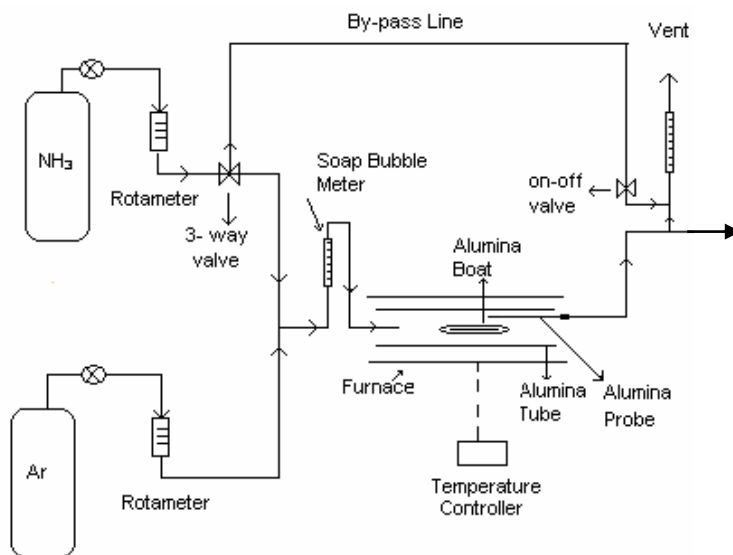 By-pass Line
Vent
NH₃
Rotameter
3- way
valve
Soap Bubble
Meter
on-off
valve
Alumina
Boat
Furnace
Alumina
Tube
Alumina
Probe
Ar
Rotameter
Temperature
Controller